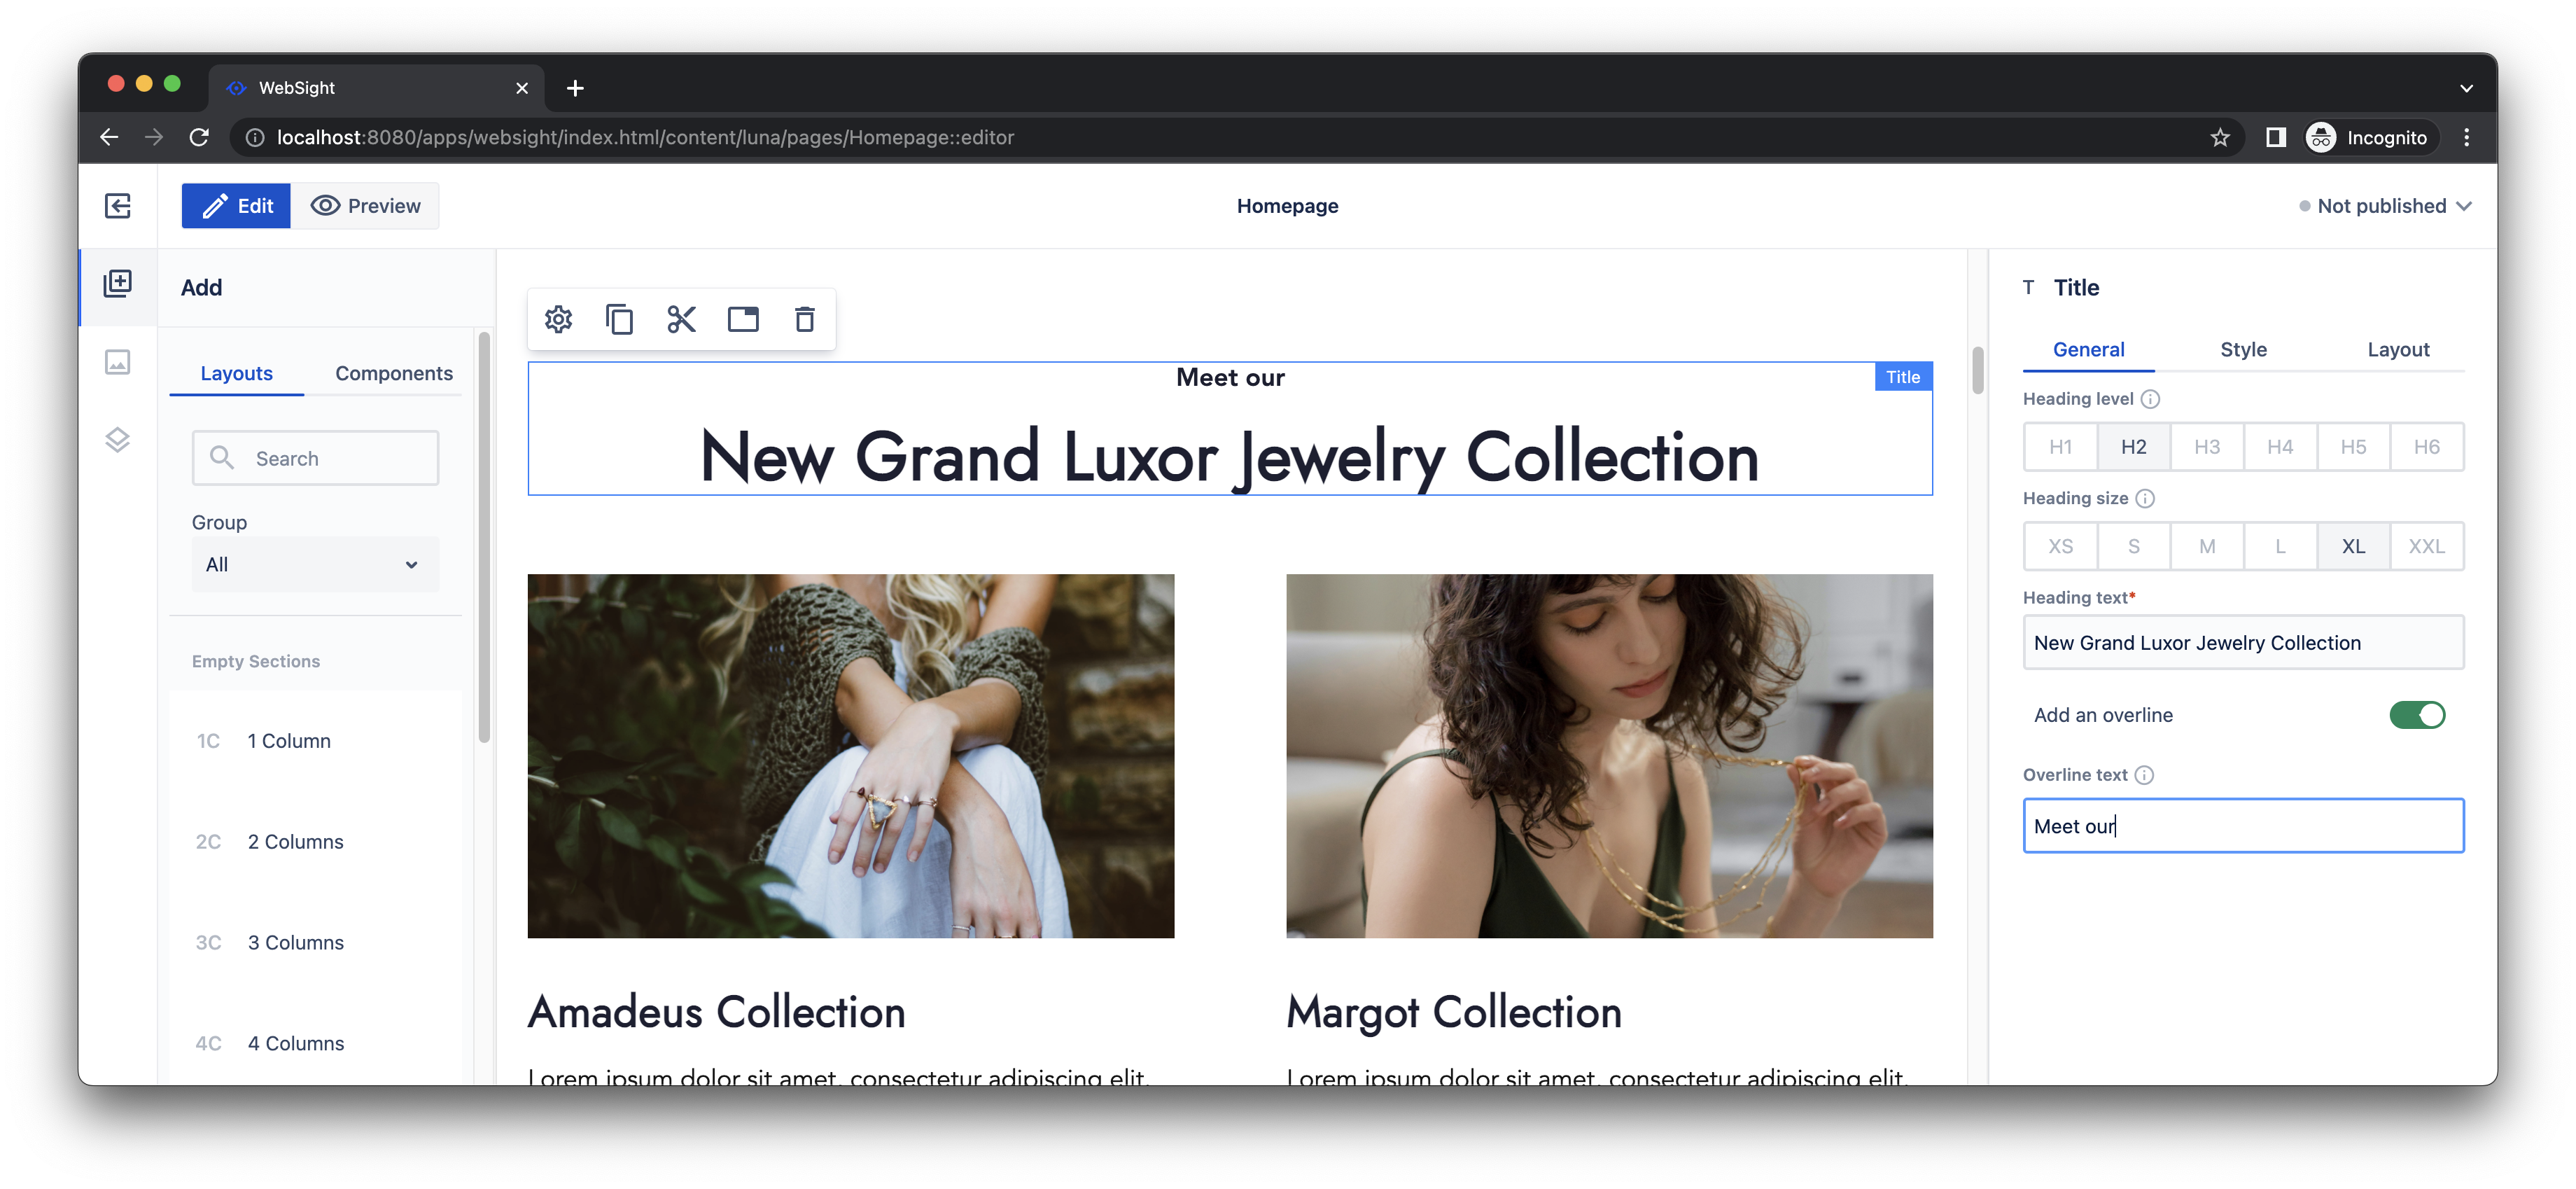 WebSight
localhost:8080/apps/websight/index.html/content/luna/pages/Homepage::editor
Incognito
Edit
Preview
Homepage
Not published
Add
Layouts
Components
Search
Group
All
Empty Sections
1C 1 Column
2C 2 Columns
3C 3 Columns
4C 4 Columns
Meet our
Title
New Grand Luxor Jewelry Collection
Amadeus Collection
Lorem ipsum dolor sit amet, consectetur adipiscing elit.
Margot Collection
Lorem ipsum dolor sit amet, consectetur adipiscing elit.
T Title
General
Style
Layout
Heading level
H1 H2 H3 H4 H5 H6
Heading size
XS S M L XL XXL
Heading text*
New Grand Luxor Jewelry Collection
Add an overline
Overline text
Meet our